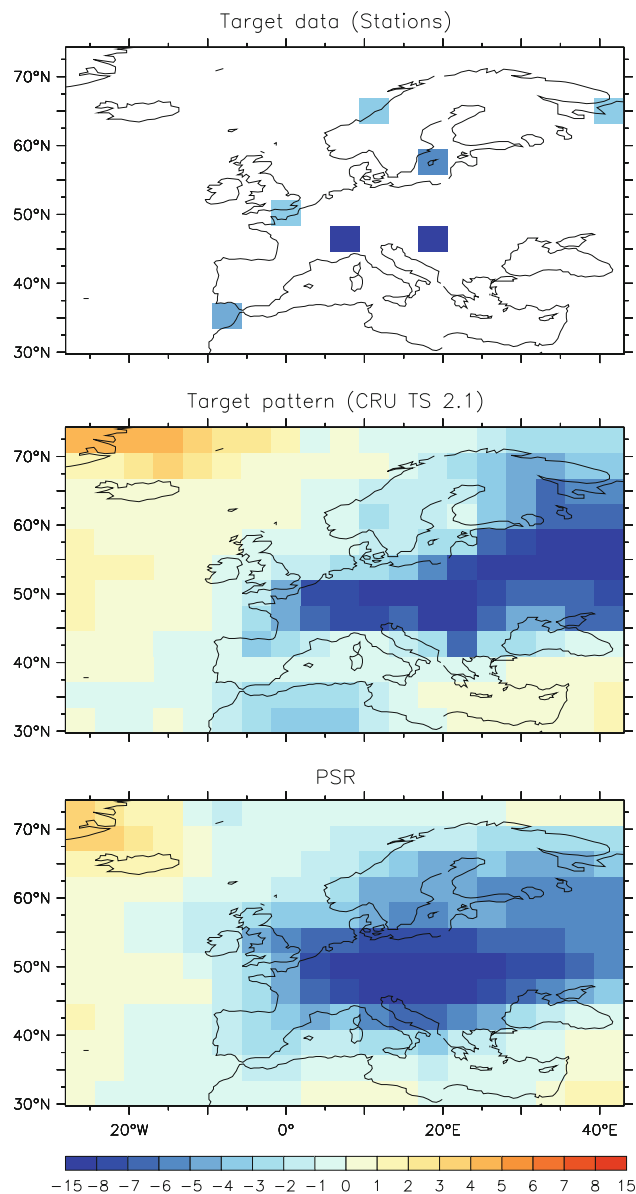 Target data (Stations)
70°N
60°N
50°N
40°N
30°N
Target pattern (CRU TS 2.1)
70°N
60°N
50°N
40°N
30°N
PSR
70°N
60°N
50°N
40°N
30°N
20°W 0° 20°E 40°E
−15 −8 −7 −6 −5 −4 −3 −2 −1 0 1 2 3 4 5 6 7 8 15